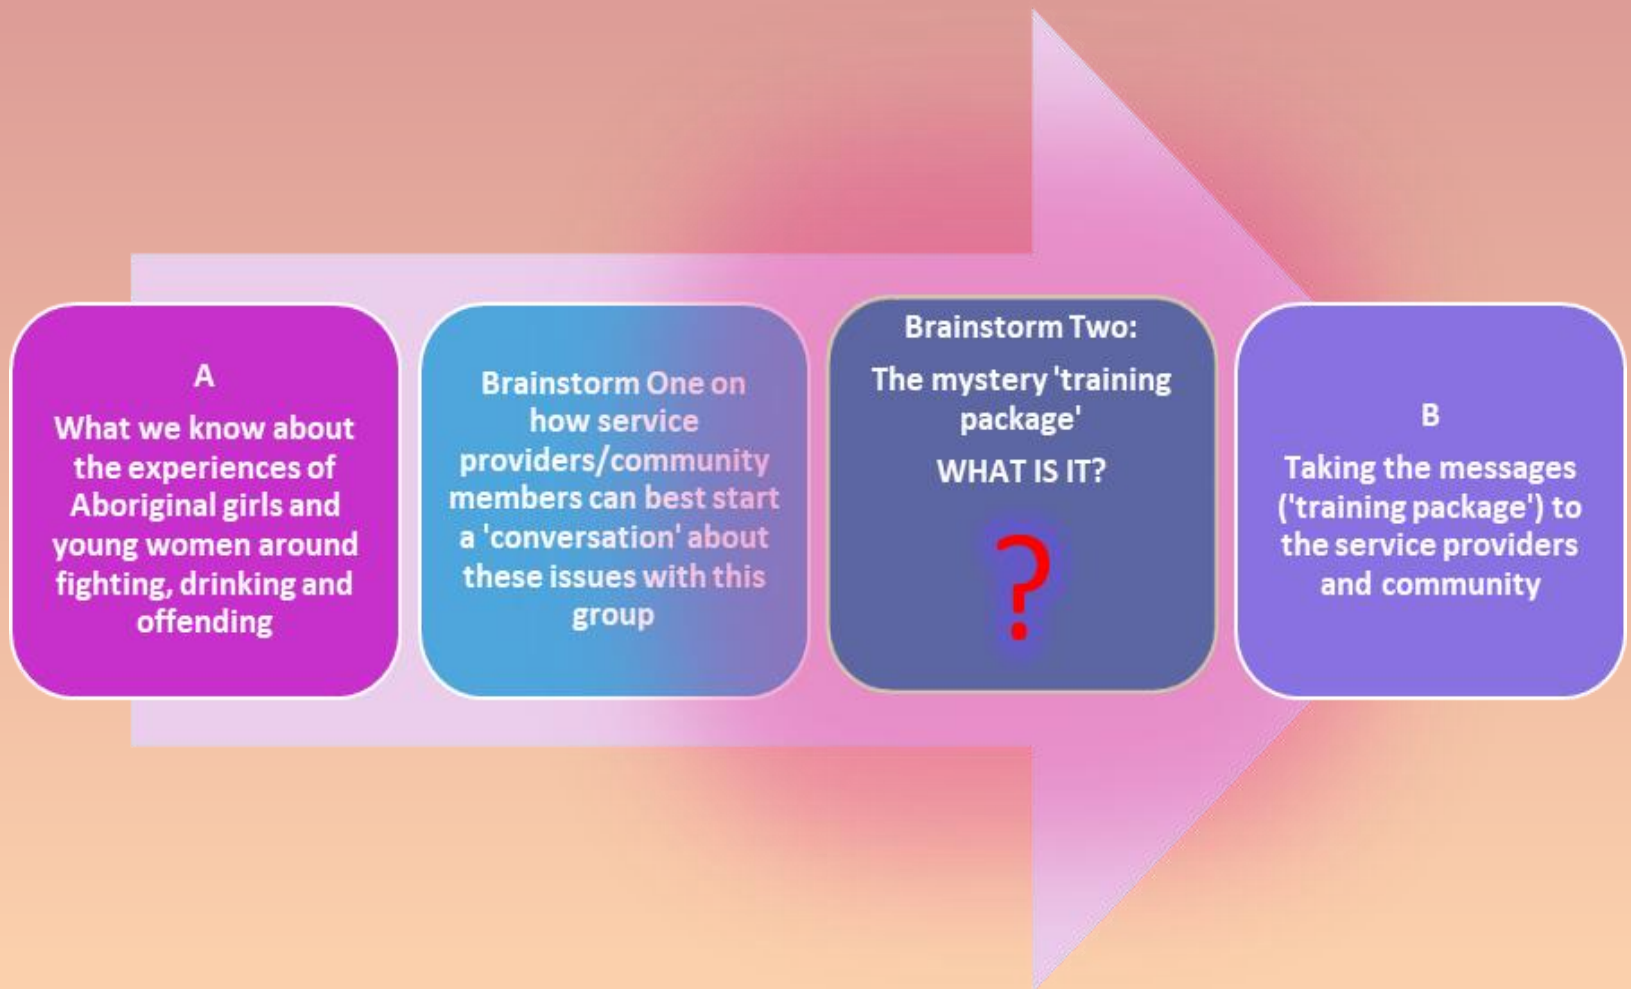 A
What we know about
the experiences of
Aboriginal girls and
young women around
fighting, drinking and
offending
Brainstorm One on
how service
providers/community
members can best start
a 'conversation' about
these issues with this
group
Brainstorm Two:
The mystery 'training
package'
WHAT IS IT?
?
B
Taking the messages
('training package') to
the service providers
and community